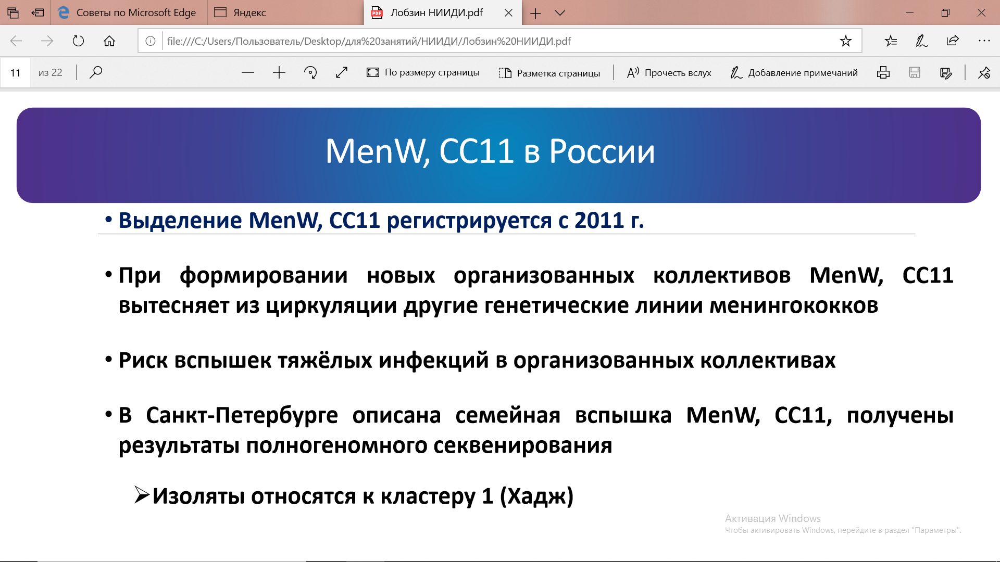 Советы по Microsoft Edge
Яндекс
Лобзин НИИДИ.pdf
file:///C:/Users/Пользователь/Desktop/для%20занятий/НИИДИ/Лобзин%20НИИДИ.pdf
11 из 22
По размеру страницы
Разметка страницы
Прочесть вслух
Добавление примечаний
MenW, CC11 в России
• Выделение MenW, CC11 регистрируется с 2011 г.
• При формировании новых организованных коллективов MenW, CC11
вытесняет из циркуляции другие генетические линии менингококков
• Риск вспышек тяжёлых инфекций в организованных коллективах
• В Санкт-Петербурге описана семейная вспышка MenW, CC11, получены
результаты полногеномного секвенирования
➢Изоляты относятся к кластеру 1 (Хадж)
Активация Windows
Чтобы активировать Windows, перейдите в раздел "Параметры".